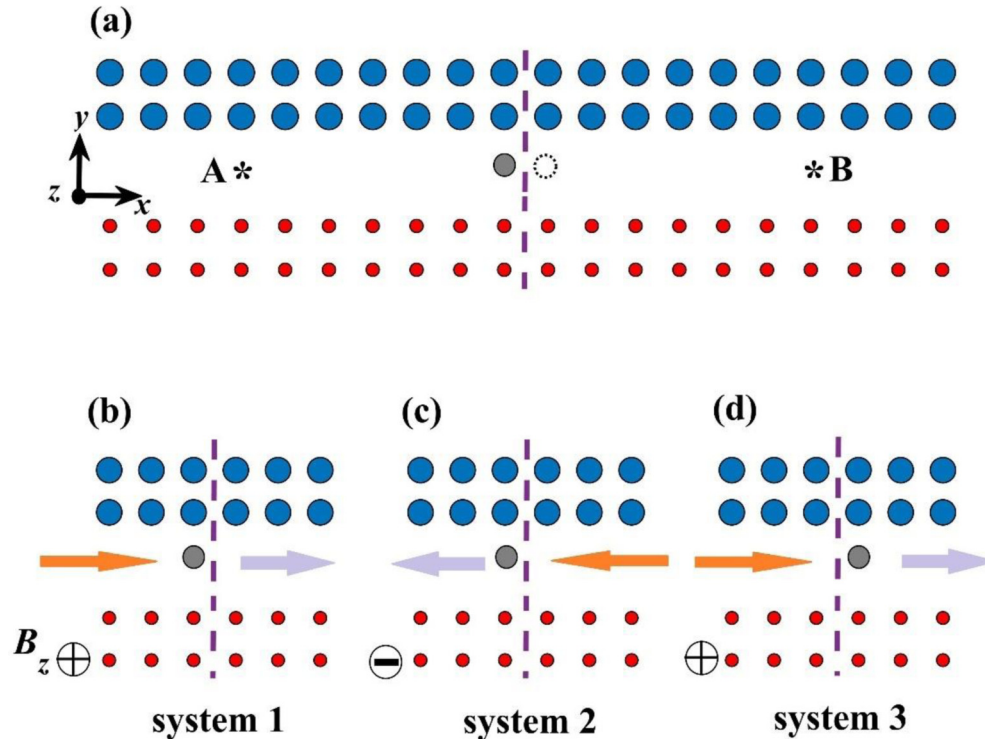 (a)
y
A *
* B
z
x
(b)
(c)
(d)
B z
system 1
system 2
system 3